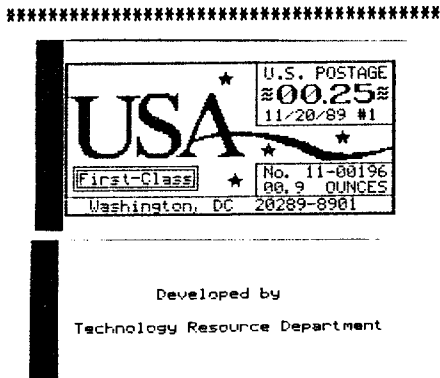 ******************************************
USA
U.S. POSTAGE
≈00.25≈
11/20/89 #1
First-Class
No. 11-00196
00.9 OUNCES
Washington, DC 20289-8901
Developed by
Technology Resource Department